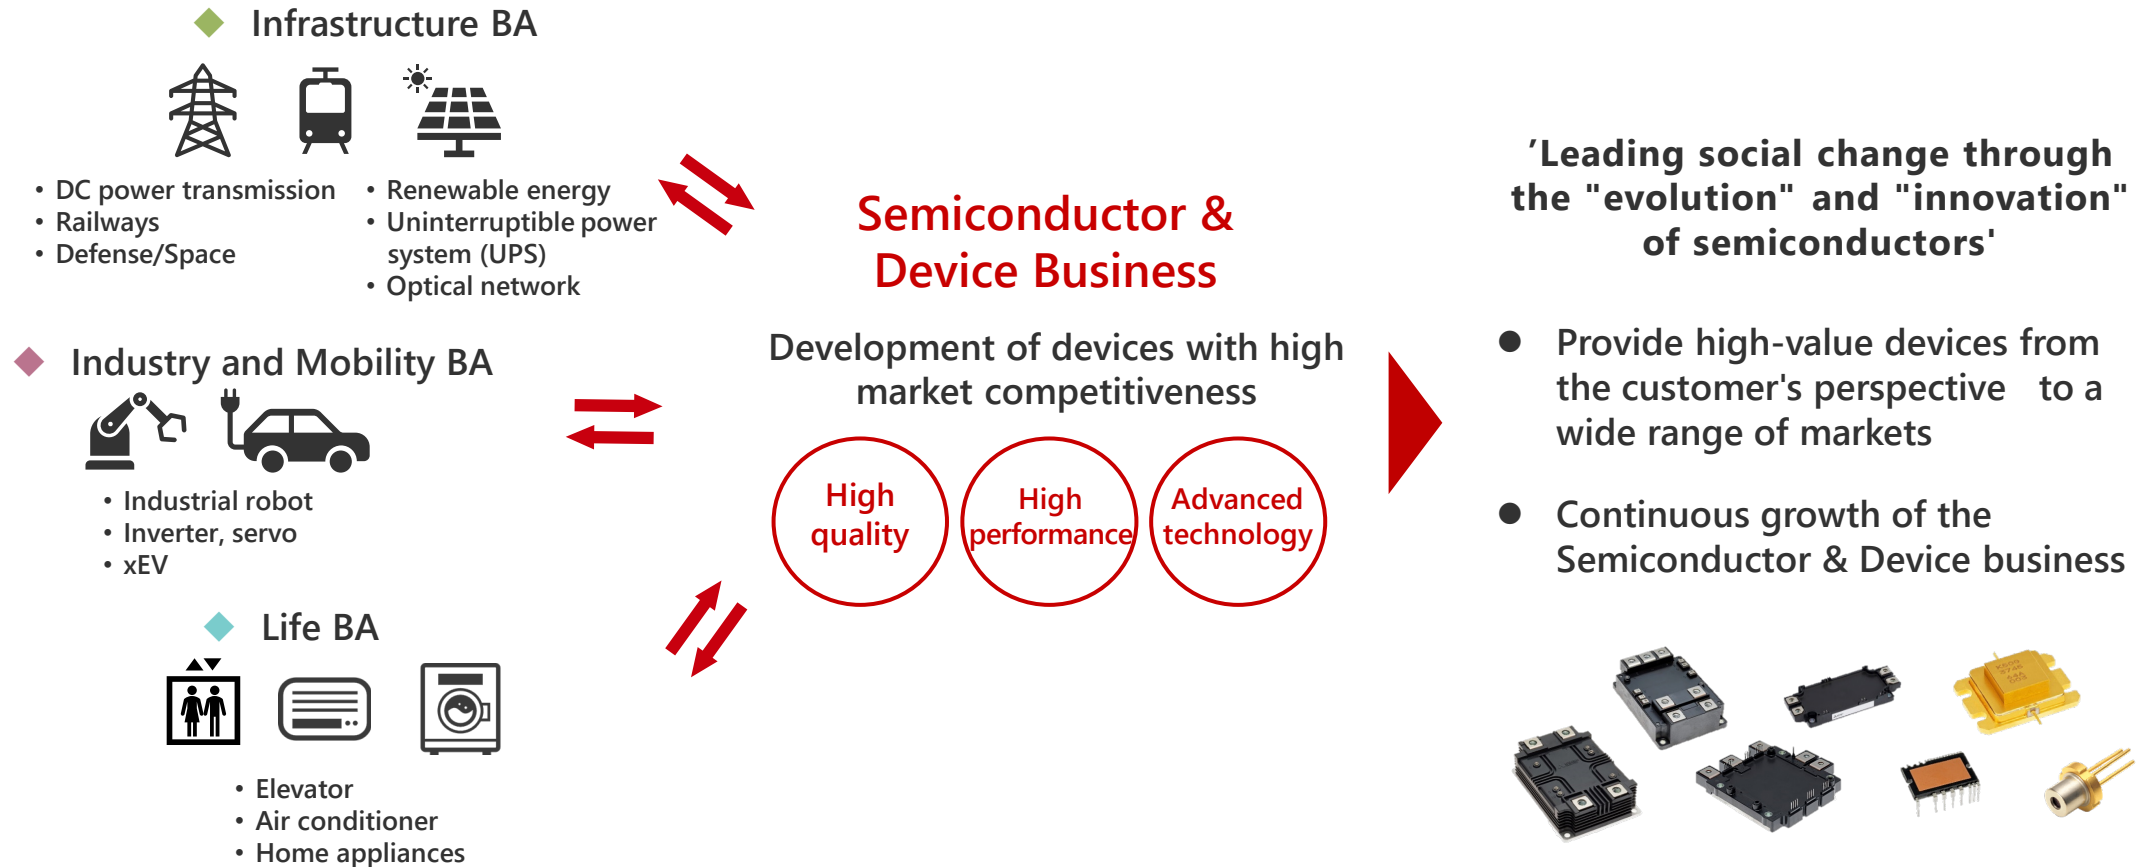 Infrastructure BA
• DC power transmission
• Railways
• Defense/Space
• Renewable energy
• Uninterruptible power
system (UPS)
• Optical network
Industry and Mobility BA
• Industrial robot
• Inverter, servo
• xEV
Life BA
• Elevator
• Air conditioner
• Home appliances
Semiconductor &
Device Business
Development of devices with high
market competitiveness
High
quality
High
performance
Advanced
technology
'Leading social change through
the "evolution" and "innovation"
of semiconductors'
● Provide high-value devices from
the customer's perspective to a
wide range of markets
● Continuous growth of the
Semiconductor & Device business